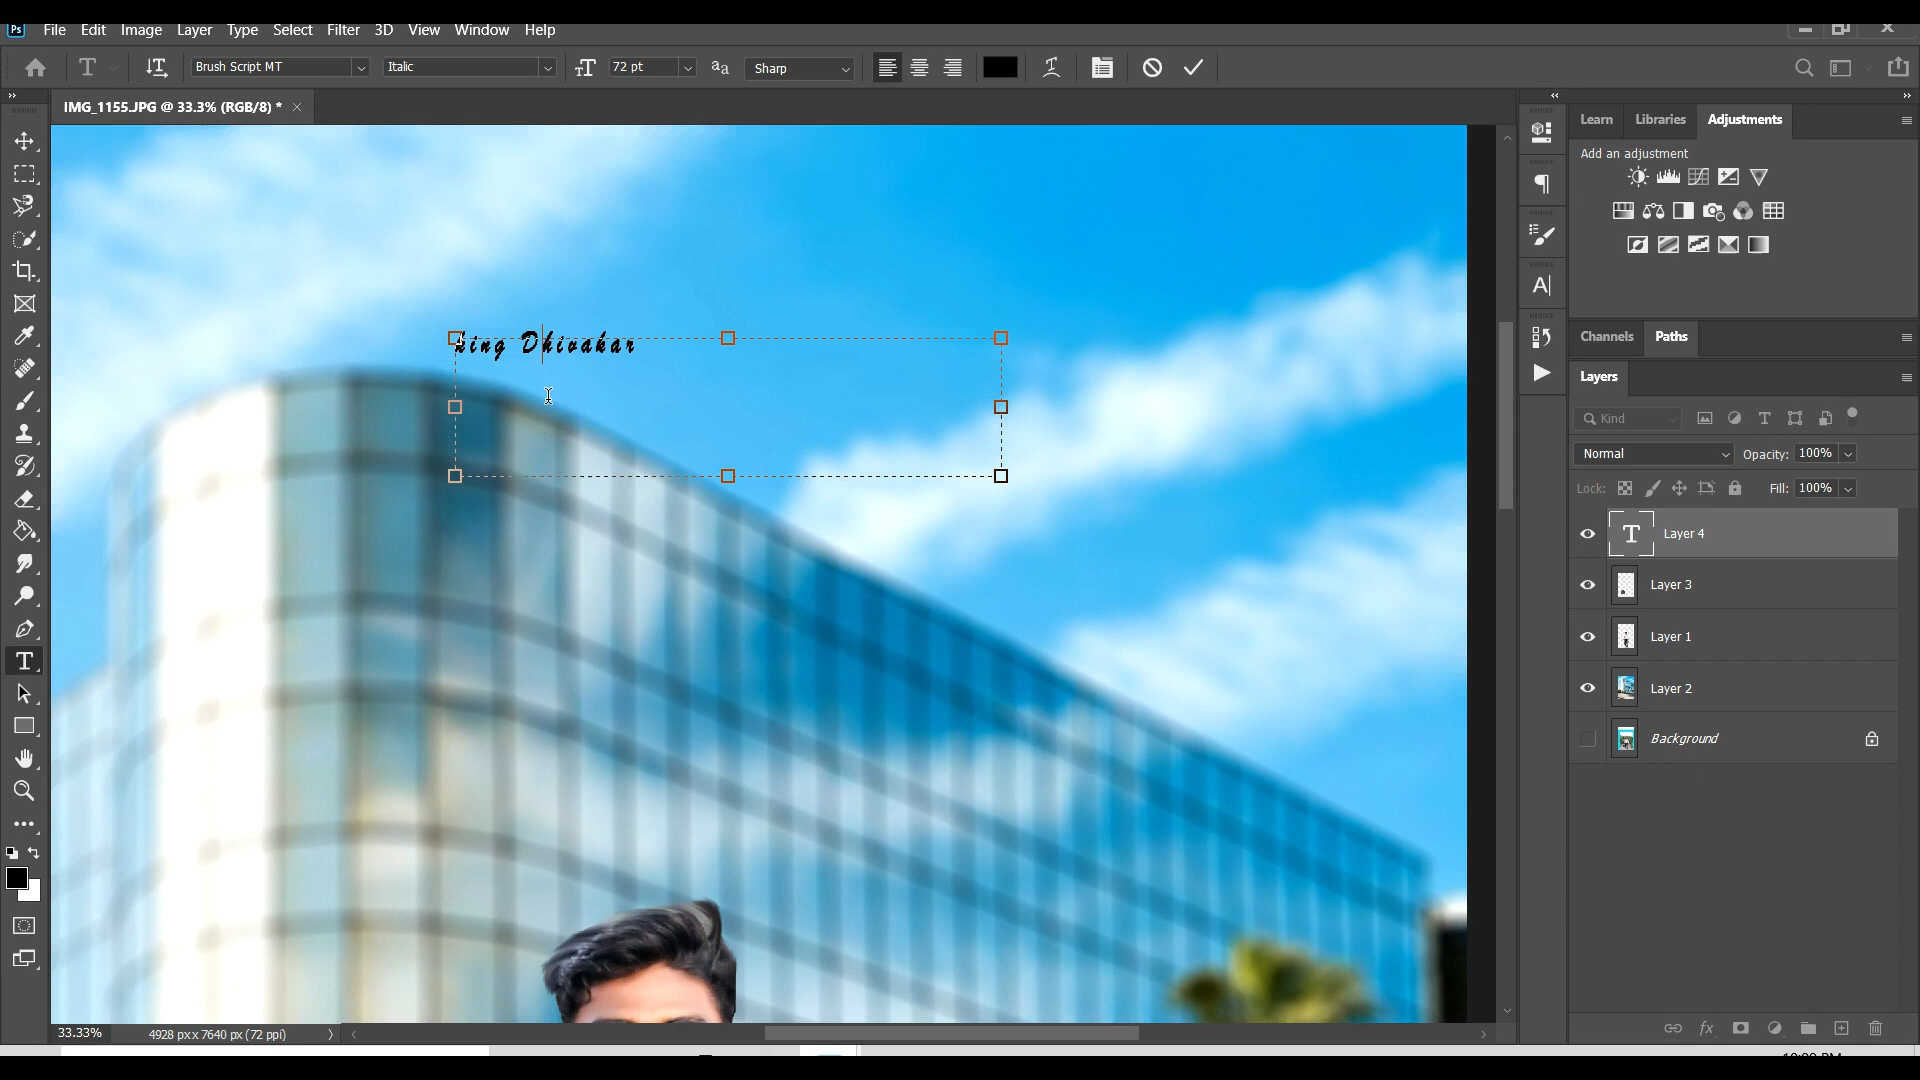 Ps File Edit Image Layer Type Select Filter 3D View Window Help
T Brush Script MT Italic 72 pt aa Sharp
IMG_1155.JPG @ 33.3% (RGB/8) * ×
king Dhivakar
Learn Libraries Adjustments
Add an adjustment
Channels Paths
Layers
Kind
Normal Opacity: 100%
Lock: Fill: 100%
T Layer 4
Layer 3
Layer 1
Layer 2
Background
fx
33.33% 4928 px x 7640 px (72 ppi)